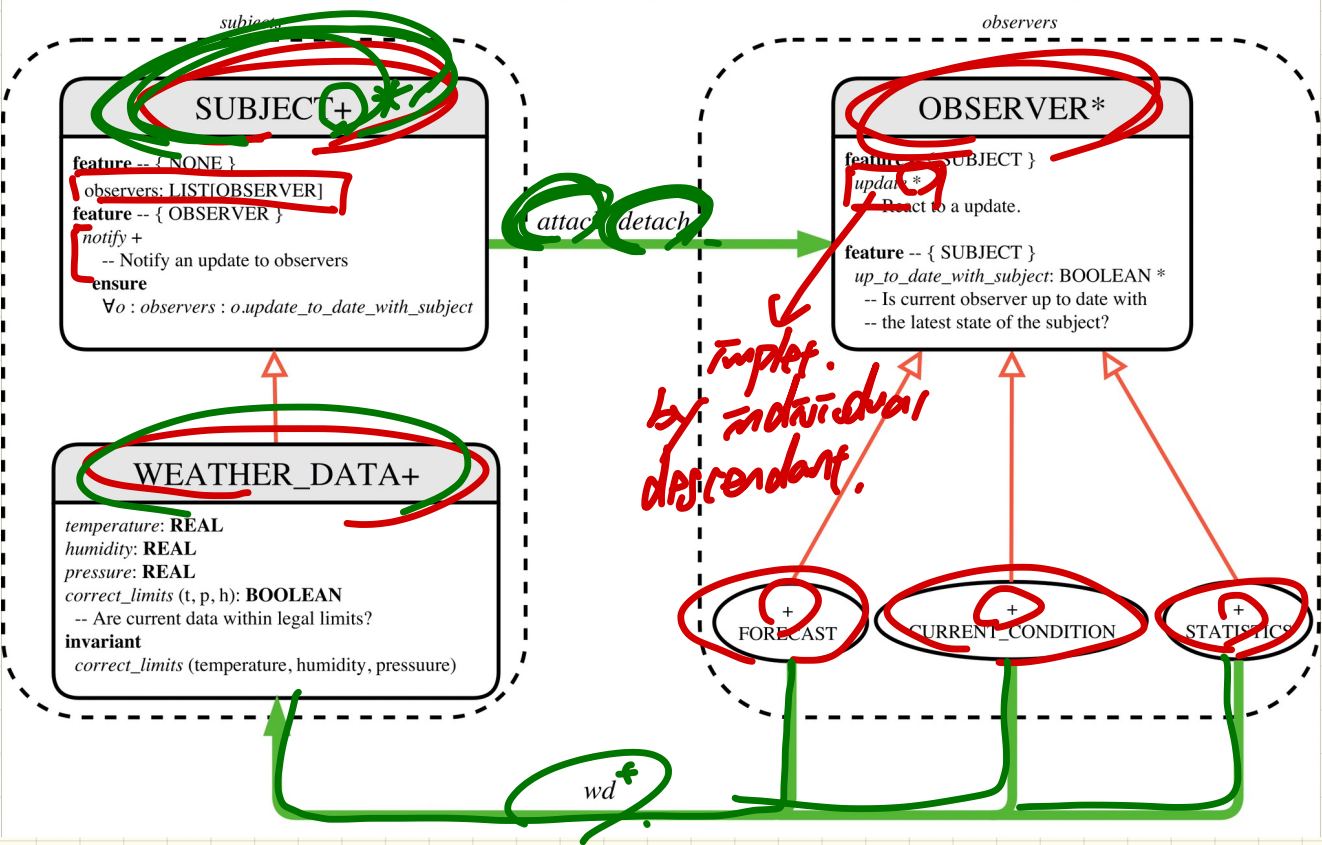 subjects
SUBJECT+ *
feature -- { NONE }
observers: LIST[OBSERVER]
feature -- { OBSERVER }
notify +
-- Notify an update to observers
ensure
∀o : observers : o.update_to_date_with_subject
WEATHER_DATA+
temperature: REAL
humidity: REAL
pressure: REAL
correct_limits (t, p, h): BOOLEAN
-- Are current data within legal limits?
invariant
correct_limits (temperature, humidity, pressuure)
attach
detach
observers
OBSERVER*
feature -- { SUBJECT }
update *
-- React to a update.
feature -- { SUBJECT }
up_to_date_with_subject: BOOLEAN *
-- Is current observer up to date with
-- the latest state of the subject?
by individual
descendant.
+
FORECAST
+
CURRENT_CONDITION
+
STATISTICS
wd +